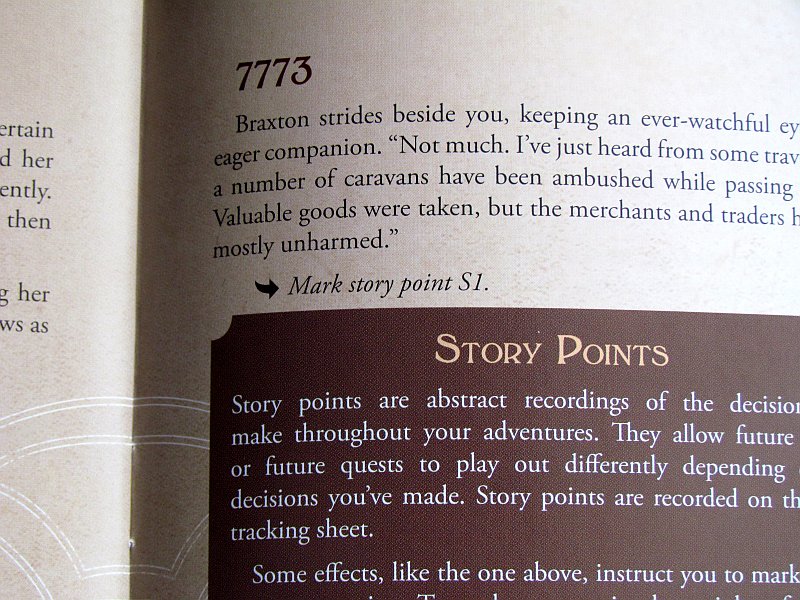 ertain
d her
ently.
then
g her
ws as
7773
Braxton strides beside you, keeping an ever-watchful ey
eager companion. “Not much. I’ve just heard from some trav
a number of caravans have been ambushed while passing
Valuable goods were taken, but the merchants and traders h
mostly unharmed.”
Mark story point S1.
Story Points
Story points are abstract recordings of the decision
make throughout your adventures. They allow future
or future quests to play out differently depending
decisions you’ve made. Story points are recorded on th
tracking sheet.
Some effects, like the one above, instruct you to mark